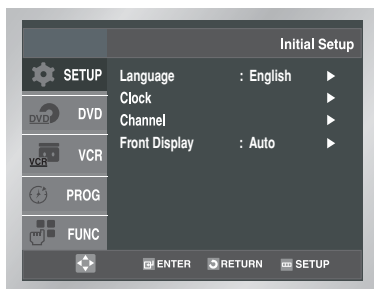 Initial Setup
SETUP
Language : English ►
Clock ►
Channel ►
Front Display : Auto ►
DVD DVD
VCR VCR
PROG
FUNC
ENTER RETURN SETUP